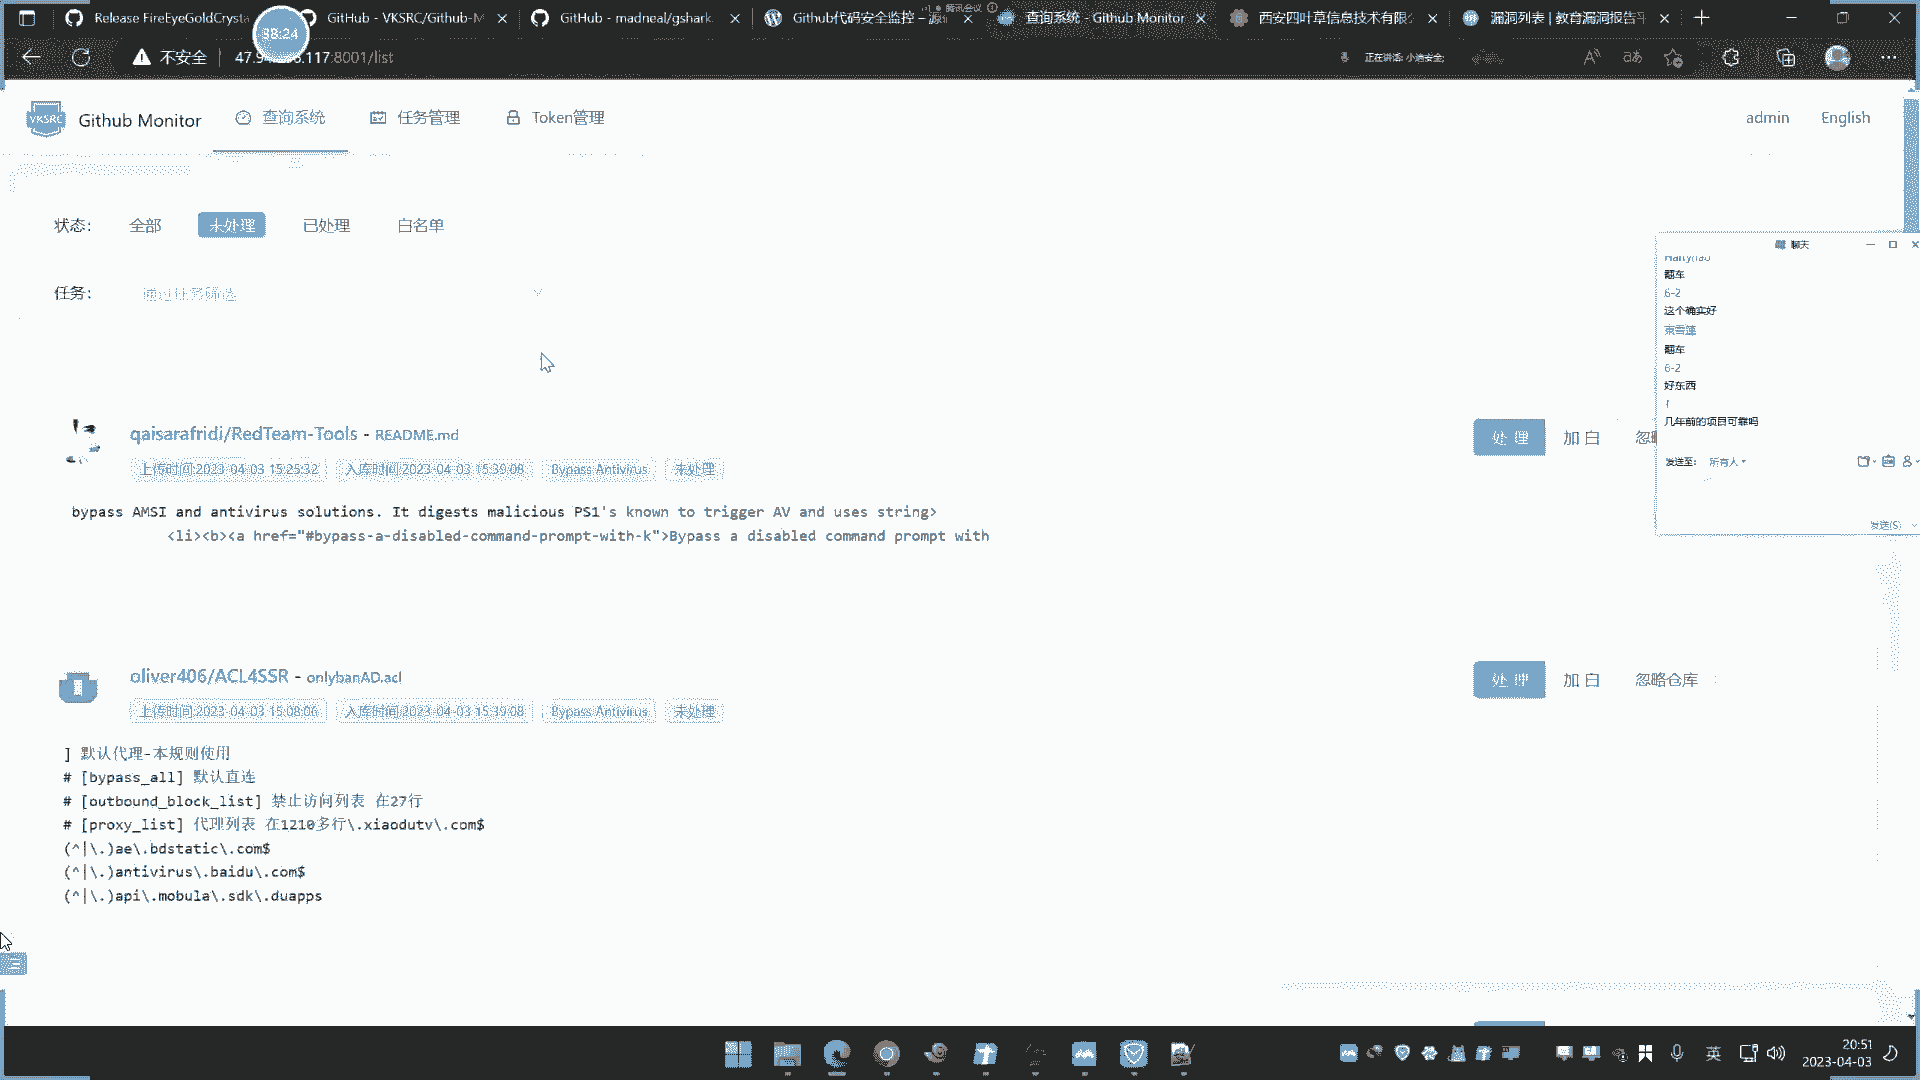 Release FireEyeGoldCrysta
GitHub - VKSRC/Github-M
GitHub - madneal/gshark
Github代码安全监控 – 源
查询系统 - Github Monitor
西安四叶草信息技术有限公
漏洞列表 | 教育漏洞报告平
38:24
腾讯会议
不安全
:8001/list
正在讲话: 小迪安全;
VKSRC
Github Monitor
查询系统
任务管理
Token管理
admin
English
状态:
全部
未处理
已处理
白名单
任务:
通过任务筛选
聊天
翻车
6-2
这个确实好
翻车
6-2
好东西
几年前的项目可靠吗
发送至:
所有人
发送(S)
qaisarafridi/RedTeam-Tools - README.md
处 理
加 白
上传时间:2023-04-03 15:25:32
入库时间:2023-04-03 15:39:08
Bypass Antivirus
未处理
bypass AMSI and antivirus solutions. It digests malicious PS1's known to trigger AV and uses string>
<li><b><a href="#bypass-a-disabled-command-prompt-with-k">Bypass a disabled command prompt with
oliver406/ACL4SSR - onlybanAD.acl
处 理
加 白
忽略仓库
上传时间:2023-04-03 15:08:06
入库时间:2023-04-03 15:39:08
Bypass Antivirus
未处理
] 默认代理-本规则使用
# [bypass_all] 默认直连
# [outbound_block_list] 禁止访问列表 在27行
# [proxy_list] 代理列表 在1210多行\.xiaodutv\.com$
(^|\.)ae\.bdstatic\.com$
(^|\.)antivirus\.baidu\.com$
(^|\.)api\.mobula\.sdk\.duapps
英
20:51
2023-04-03